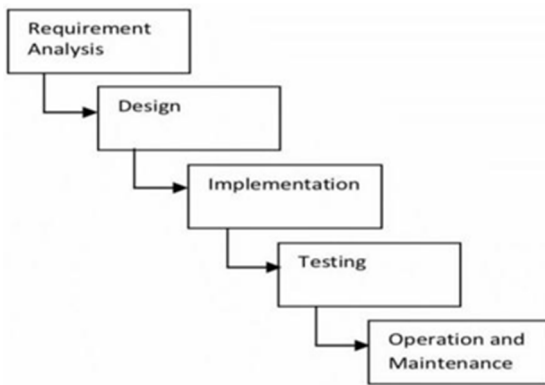 Requirement
Analysis
Design
Implementation
Testing
Operation and
Maintenance